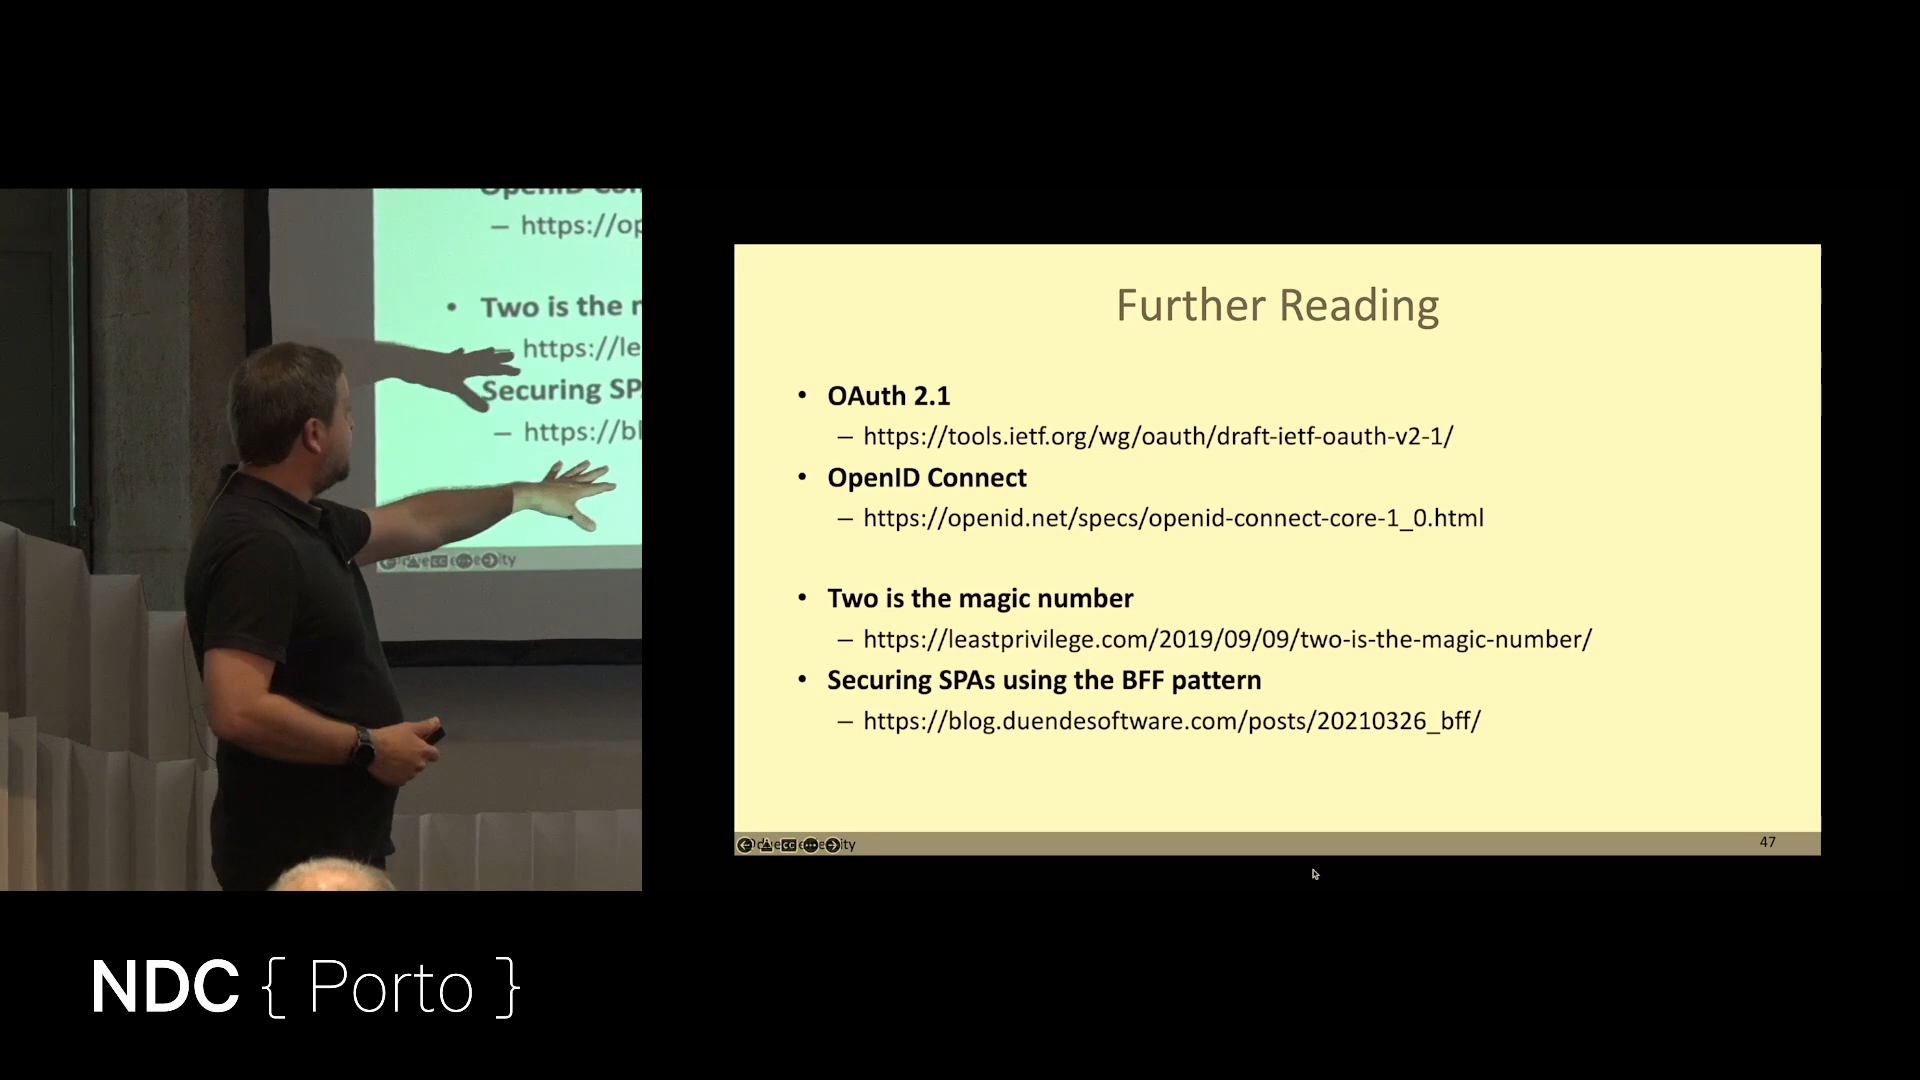 OpenID Con
– https://op
• Two is the
– https://le
Securing SP
– https://bl
Further Reading
• OAuth 2.1
– https://tools.ietf.org/wg/oauth/draft-ietf-oauth-v2-1/
• OpenID Connect
– https://openid.net/specs/openid-connect-core-1_0.html
• Two is the magic number
– https://leastprivilege.com/2019/09/09/two-is-the-magic-number/
• Securing SPAs using the BFF pattern
– https://blog.duendesoftware.com/posts/20210326_bff/
47
NDC { Porto }